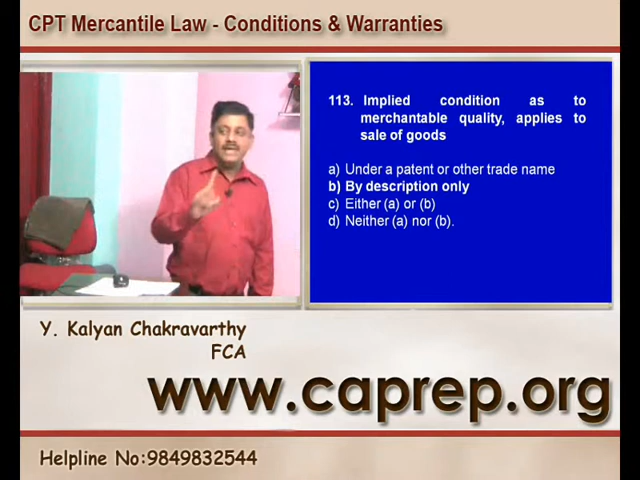 CPT Mercantile Law - Conditions & Warranties
113. Implied condition as to
merchantable quality, applies to
sale of goods
a) Under a patent or other trade name
b) By description only
c) Either (a) or (b)
d) Neither (a) nor (b).
Y. Kalyan Chakravarthy
FCA
www.caprep.org
Helpline No:9849832544